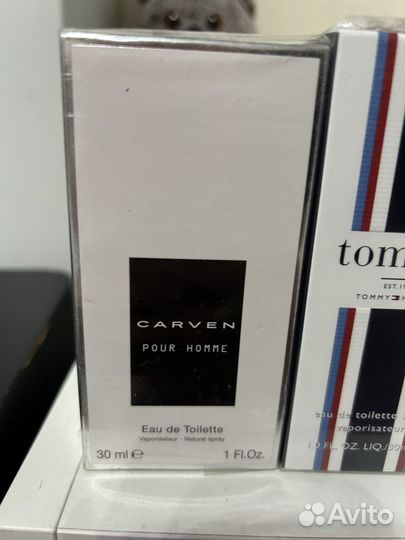 CARVEN
POUR HOMME
Eau de Toilette
Vaporisateur - Natural spray
30 ml ℮ 1 Fl.Oz.
tom
EST.19
TOMMY H
eau de toilette
vaporisateur
1.0 FL. OZ. LIQ./30
Avito